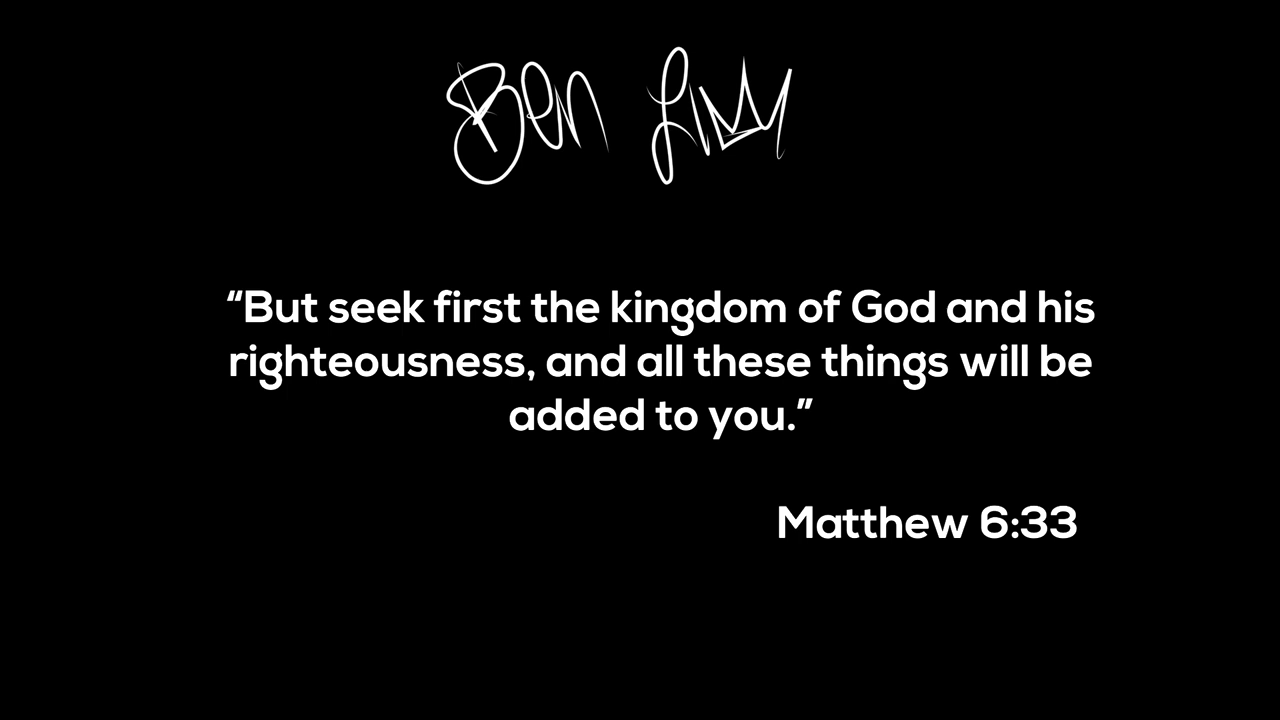 Ben
“But seek first the kingdom of God and his
righteousness, and all these things will be
added to you.”
Matthew 6:33